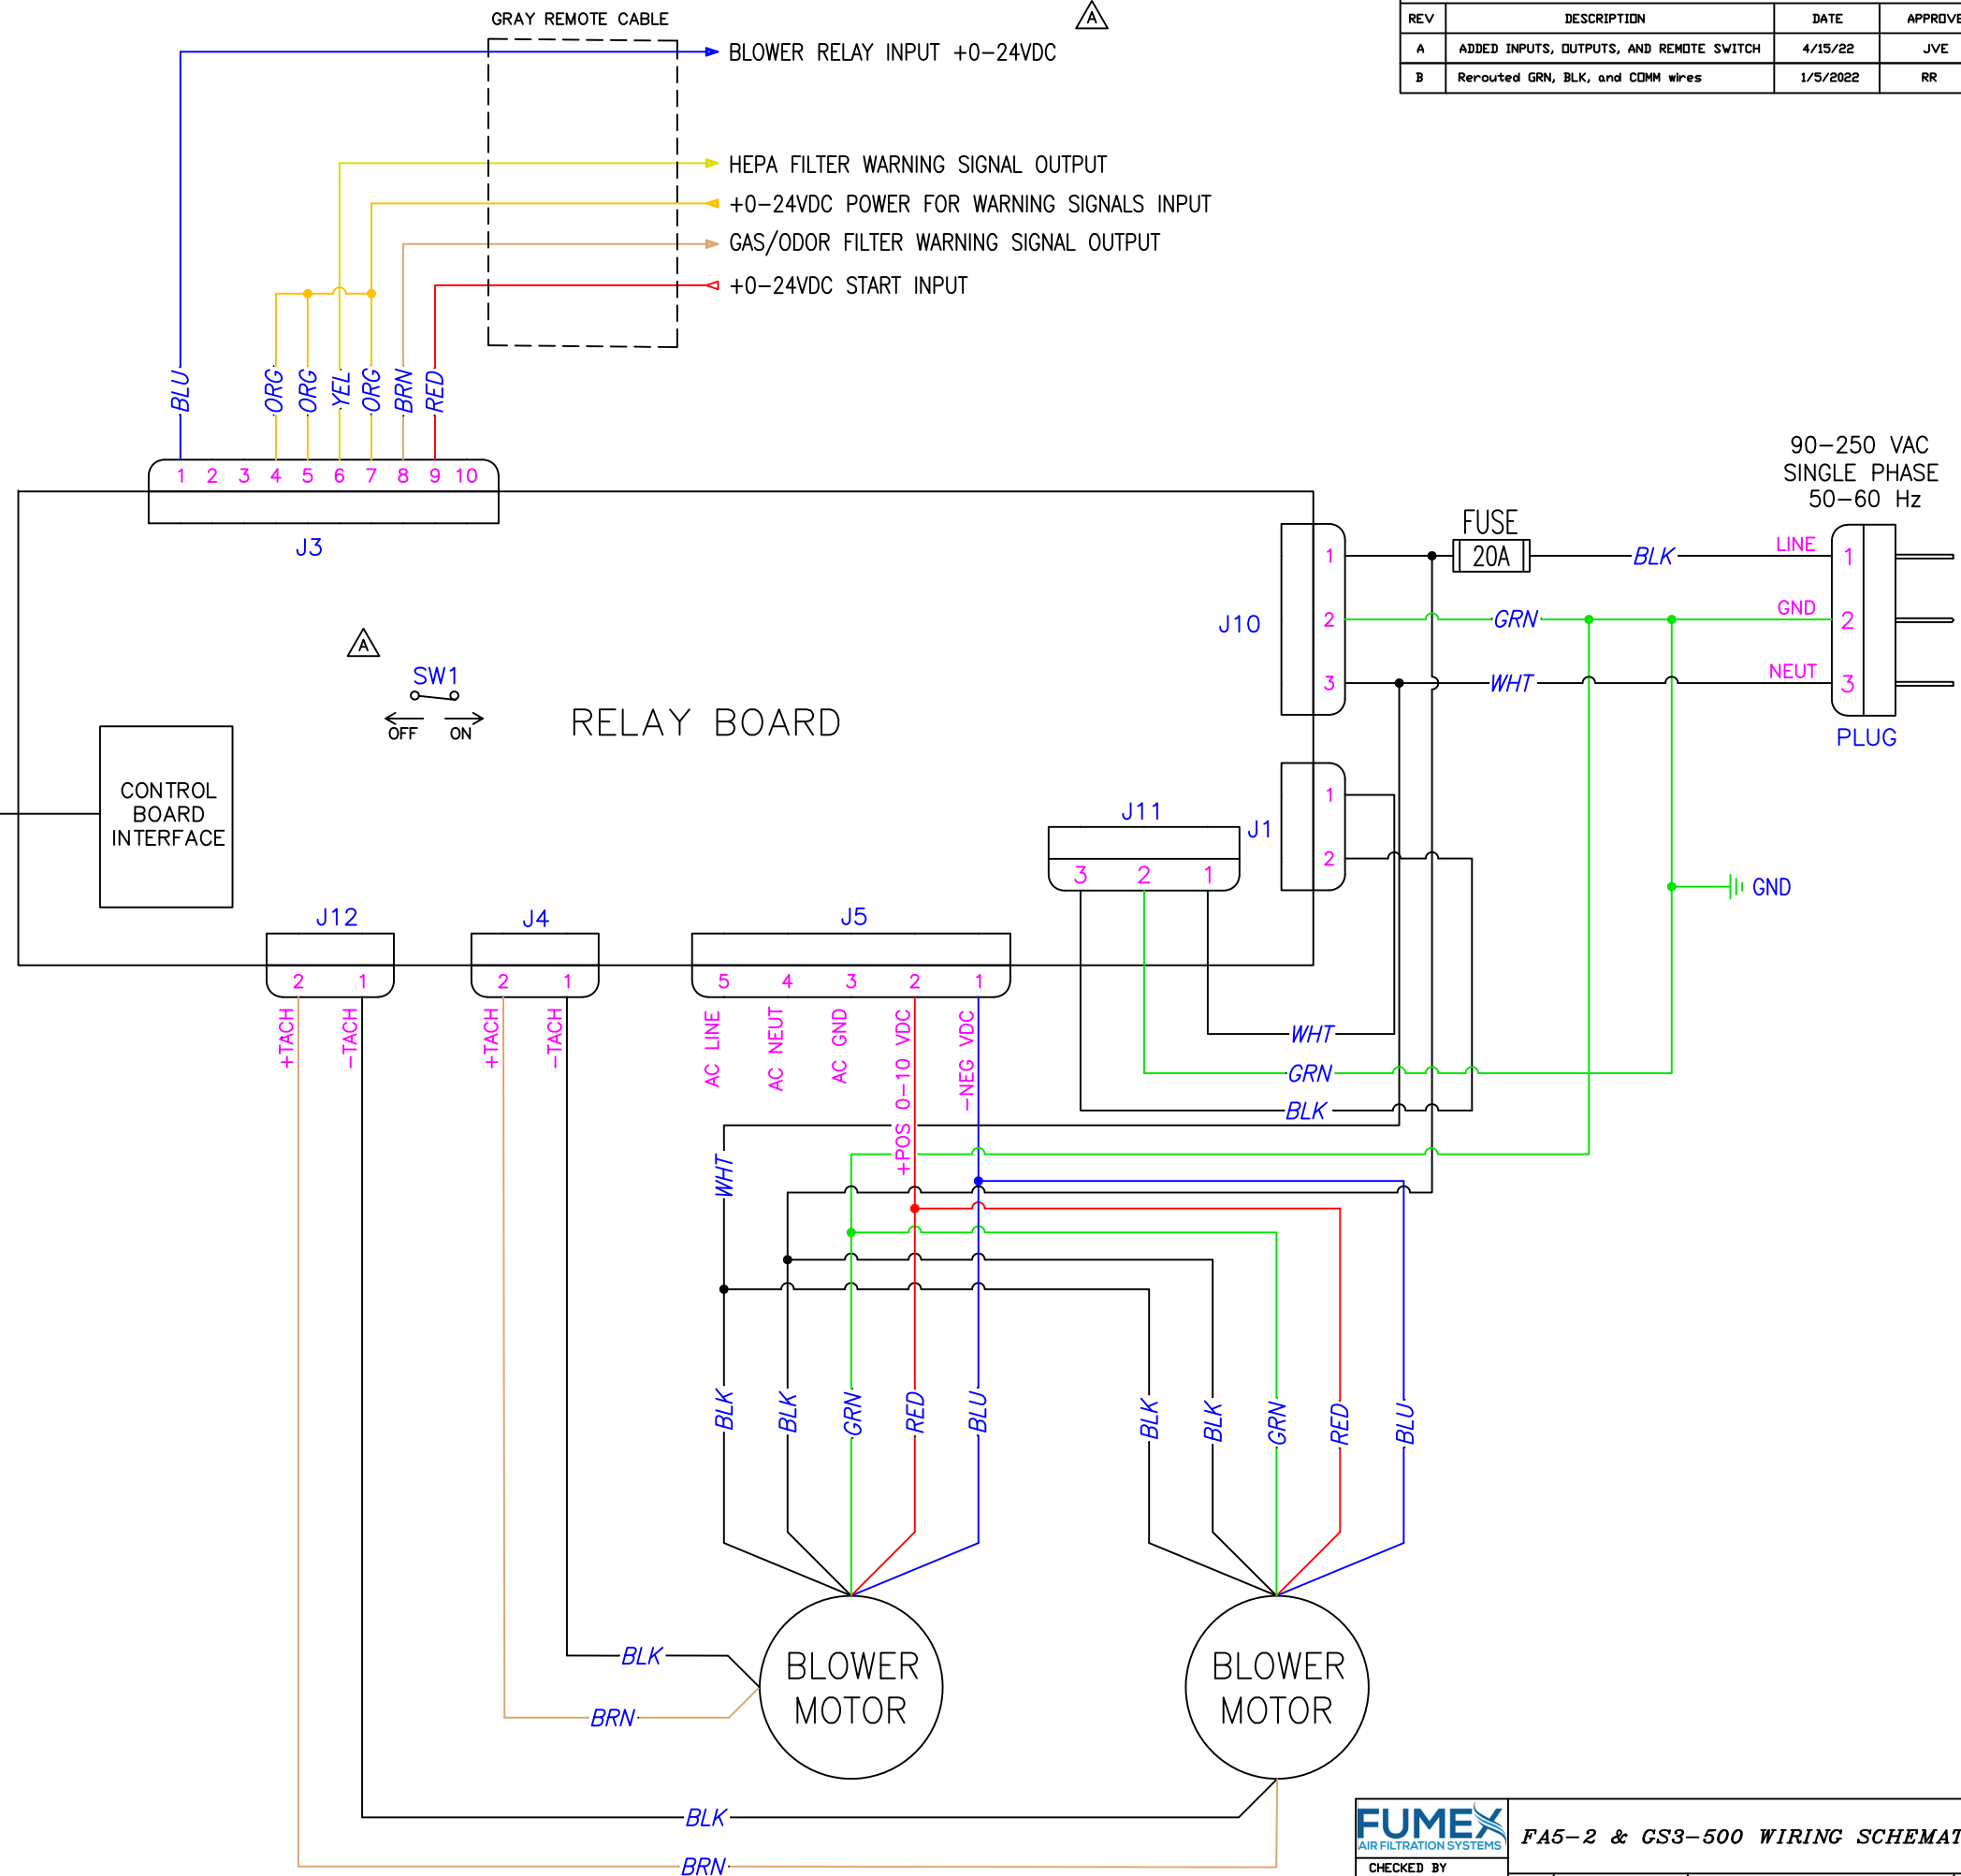 GRAY REMOTE CABLE
A
BLOWER RELAY INPUT +0-24VDC
HEPA FILTER WARNING SIGNAL OUTPUT
+0-24VDC POWER FOR WARNING SIGNALS INPUT
GAS/ODOR FILTER WARNING SIGNAL OUTPUT
+0-24VDC START INPUT
REV DESCRIPTION DATE APPROVE
A ADDED INPUTS, OUTPUTS, AND REMOTE SWITCH 4/15/22 JVE
B Rerouted GRN, BLK, and COMM wires 1/5/2022 RR
BLU ORG ORG YEL ORG BRN RED
1 2 3 4 5 6 7 8 9 10
J3
90-250 VAC
SINGLE PHASE
50-60 Hz
FUSE
20A
1 BLK LINE 1
J10
2 GRN GND 2
3 WHT NEUT 3
PLUG
A
SW1
OFF ON
RELAY BOARD
CONTROL
BOARD
INTERFACE
J11
3 2 1
J1
1
2
GND
WHT
GRN
BLK
J12
2 1
+TACH -TACH
J4
2 1
+TACH -TACH
J5
5 4 3 2 1
AC LINE AC NEUT AC GND +POS 0-10 VDC -NEG VDC
WHT
BLK BLK GRN RED BLU
BLK BLK GRN RED BLU
BLOWER
MOTOR
BLOWER
MOTOR
BLK
BRN
BLK
BRN
FUMEX
AIR FILTRATION SYSTEMS
FA5-2 & GS3-500 WIRING SCHEMAT
CHECKED BY